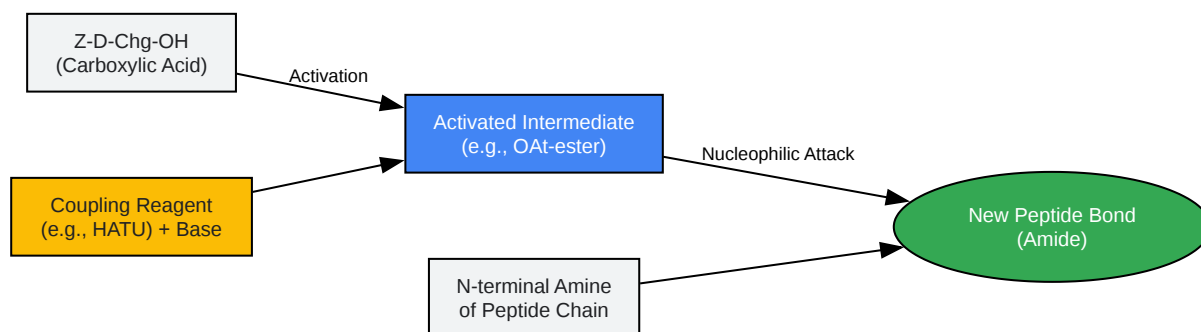 Z-D-Chg-OH
(Carboxylic Acid)
Activation
Activated Intermediate
(e.g., OAt-ester)
Nucleophilic Attack
Coupling Reagent
(e.g., HATU) + Base
New Peptide Bond
(Amide)
N-terminal Amine
of Peptide Chain